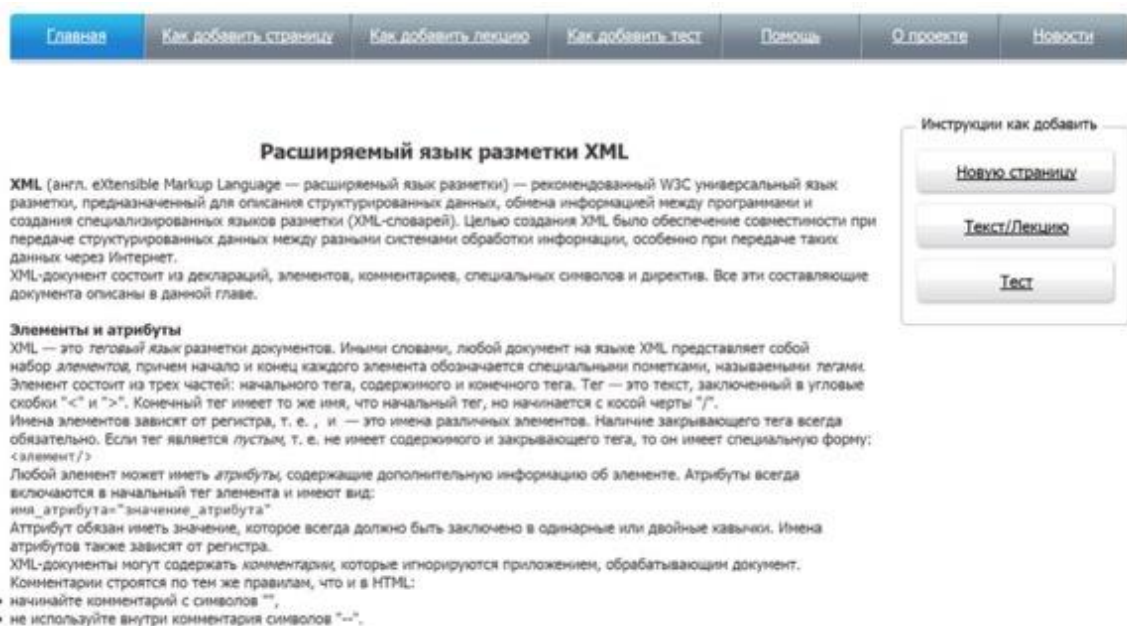 Главная Как добавить страницу Как добавить лекцию Как добавить тест Помощь О проекте Новости
Инструкции как добавить
Новую страницу
Текст/Лекцию
Тест
Расширяемый язык разметки XML
XML (англ. eXtensible Markup Language — расширяемый язык разметки) — рекомендованный W3C универсальный язык
разметки, предназначенный для описания структурированных данных, обмена информацией между программами и
создания специализированных языков разметки (XML-словарей). Целью создания XML было обеспечение совместимости при
передаче структурированных данных между разными системами обработки информации, особенно при передаче таких
данных через Интернет.
XML-документ состоит из деклараций, элементов, комментариев, специальных символов и директив. Все эти составляющие
документа описаны в данной главе.
Элементы и атрибуты
XML — это теговый язык разметки документов. Иными словами, любой документ на языке XML представляет собой
набор элементов, причем начало и конец каждого элемента обозначается специальными пометками, называемыми тегами.
Элемент состоит из трех частей: начального тега, содержимого и конечного тега. Тег — это текст, заключенный в угловые
скобки "<" и ">". Конечный тег имеет то же имя, что начальный тег, но начинается с косой черты "/".
Имена элементов зависят от регистра, т. е. , и — это имена различных элементов. Наличие закрывающего тега всегда
обязательно. Если тег является пустым, т. е. не имеет содержимого и закрывающего тега, то он имеет специальную форму:
<элемент/>
Любой элемент может иметь атрибуты, содержащие дополнительную информацию об элементе. Атрибуты всегда
включаются в начальный тег элемента и имеют вид:
имя_атрибута="значение_атрибута"
Аттрибут обязан иметь значение, которое всегда должно быть заключено в одинарные или двойные кавычки. Имена
атрибутов также зависят от регистра.
XML-документы могут содержать комментарии, которые игнорируются приложением, обрабатывающим документ.
Комментарии строятся по тем же правилам, что и в HTML:
• начинайте комментарий с символов "",
• не используйте внутри комментария символов "--".